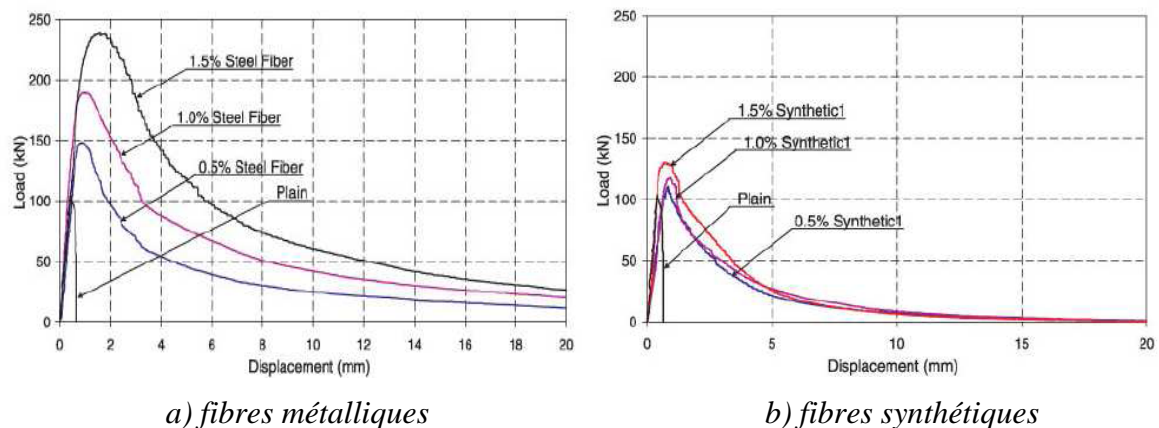 250
200
150
100
50
0
Load (kN)
1.5% Steel Fiber
1.0% Steel Fiber
0.5% Steel Fiber
Plain
0 2 4 6 8 10 12 14 16 18 20
Displacement (mm)
a) fibres métalliques
250
200
150
100
50
0
Load (kN)
1.5% Synthetic1
1.0% Synthetic1
Plain
0.5% Synthetic1
0 5 10 15 20
Displacement (mm)
b) fibres synthétiques